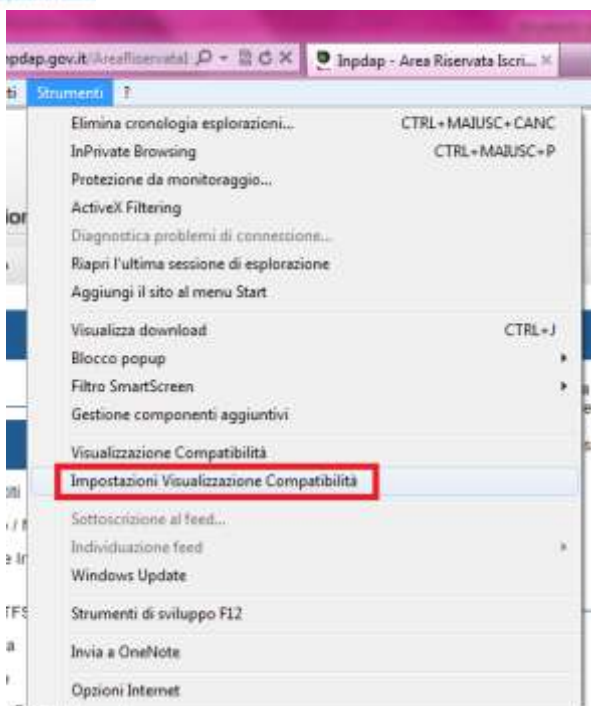 pdap.gov.it/AreaRiservata/
Inpdap - Area Riservata Iscri...
ti Strumenti ?
Elimina cronologia esplorazioni... CTRL+MAIUSC+CANC
InPrivate Browsing CTRL+MAIUSC+P
Protezione da monitoraggio...
ActiveX Filtering
Diagnostica problemi di connessione...
Riapri l'ultima sessione di esplorazione
Aggiungi il sito al menu Start
Visualizza download CTRL+J
Blocco popup
Filtro SmartScreen
Gestione componenti aggiuntivi
Visualizzazione Compatibilità
Impostazioni Visualizzazione Compatibilità
Sottoscrizione al feed...
Individuazione feed
Windows Update
Strumenti di sviluppo F12
Invia a OneNote
Opzioni Internet